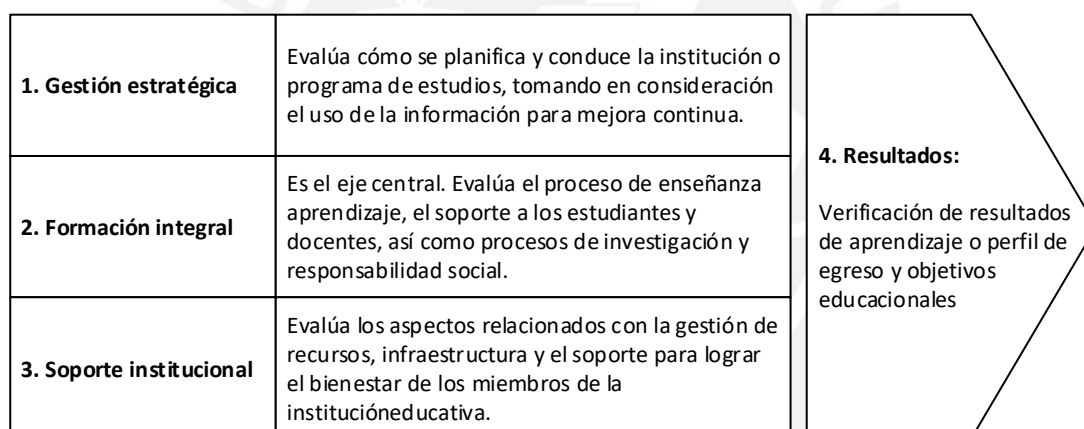 1. Gestión estratégica
Evalúa cómo se planifica y conduce la institución o
programa de estudios, tomando en consideración
el uso de la información para mejora continua.
2. Formación integral
Es el eje central. Evalúa el proceso de enseñanza
aprendizaje, el soporte a los estudiantes y
docentes, así como procesos de investigación y
responsabilidad social.
3. Soporte institucional
Evalúa los aspectos relacionados con la gestión de
recursos, infraestructura y el soporte para lograr
el bienestar de los miembros de la
institucióneducativa.
4. Resultados:
Verificación de resultados
de aprendizaje o perfil de
egreso y objetivos
educacionales